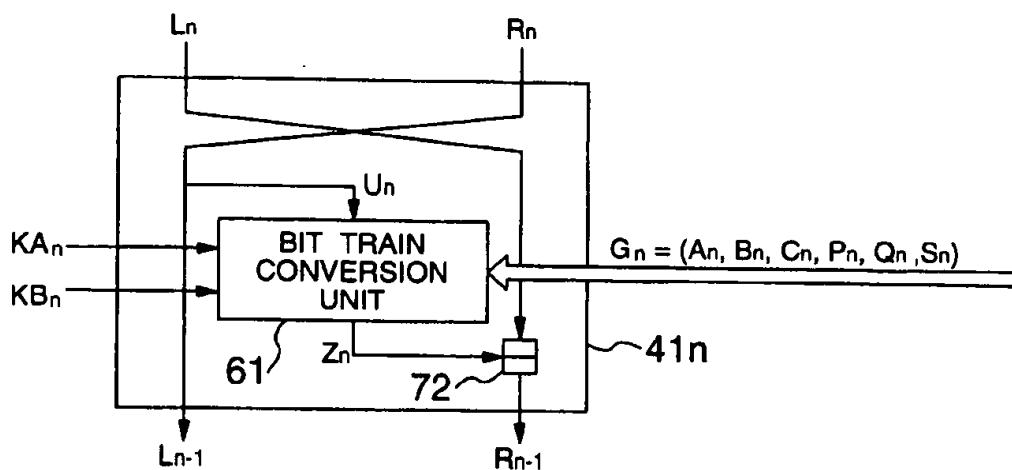 Ln
Rn
Un
KAn
KBn
BIT TRAIN
CONVERSION
UNIT
Gn = (An, Bn, Cn, Pn, Qn ,Sn)
61
Zn
72
41n
Ln-1
Rn-1